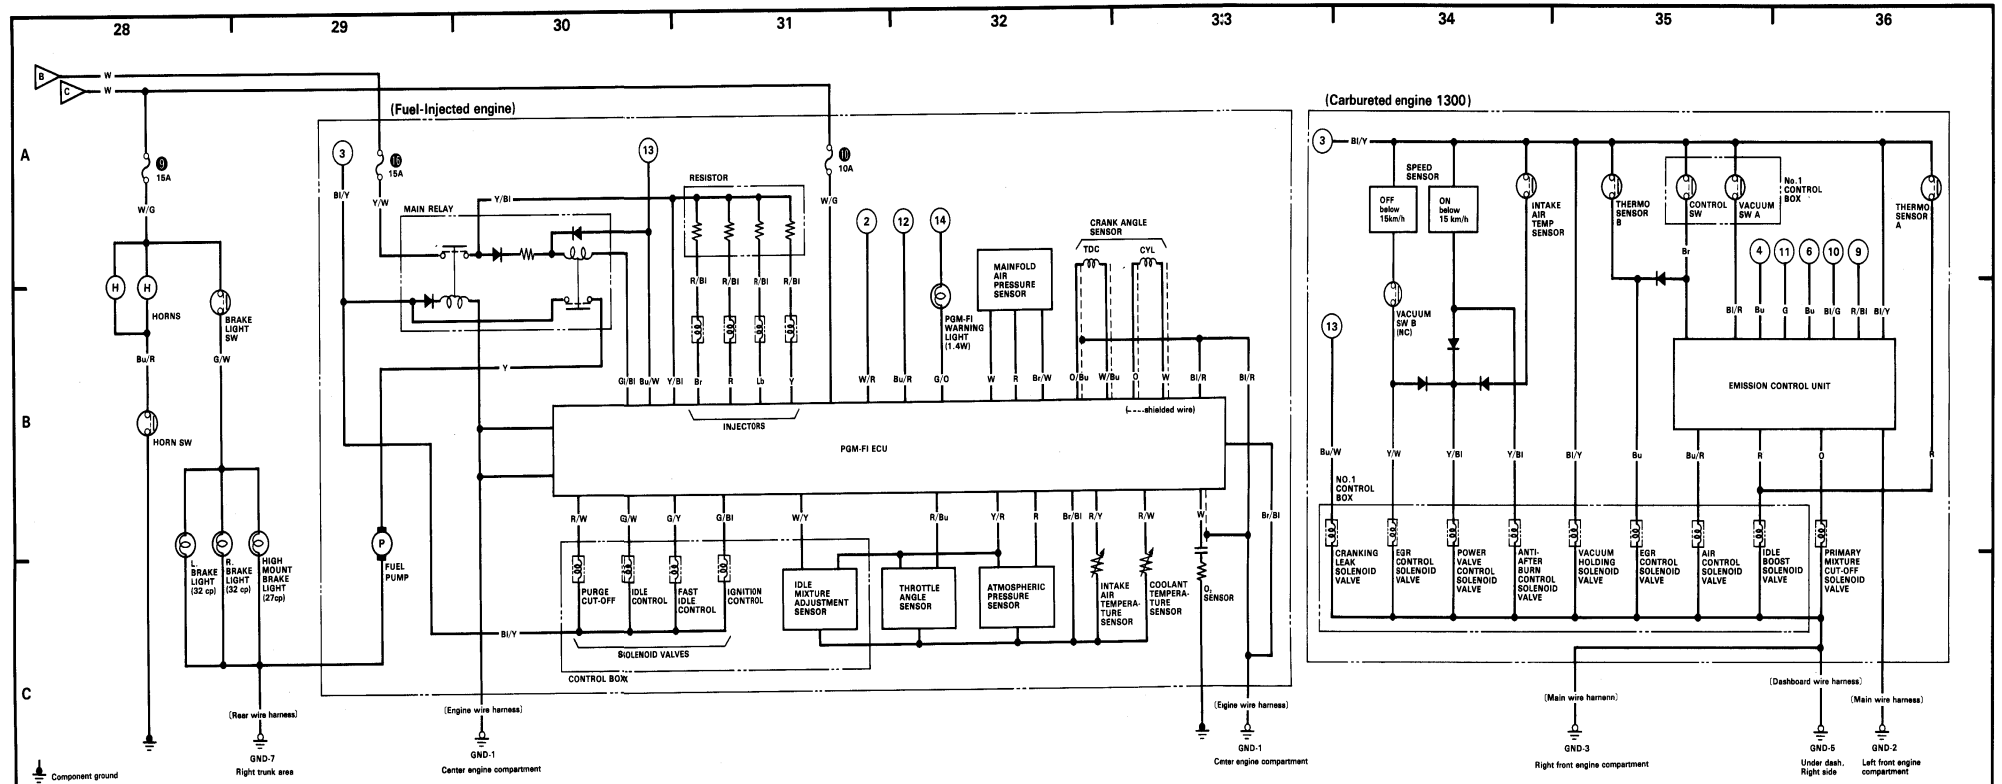 28 29 30 31 32 33 34 35 36
A
B
C
B W
C W
(Fuel-Injected engine)
(Carbureted engine 1300)
9
15A
W/G
H H
HORNS
Bu/R
BRAKE
LIGHT
SW
G/W
HORN SW
L.
BRAKE
LIGHT
(32 cp)
R.
BRAKE
LIGHT
(32 cp)
HIGH
MOUNT
BRAKE
LIGHT
(27cp)
(Rear wire harness)
GND-7
Right trunk area
Component ground
3
Bl/Y
16
15A
Y/W
MAIN RELAY
Y/Bl
13
RESISTOR
R/Bl R/Bl R/Bl R/Bl
10
10A
W/G
2
12
14
PGM-FI
WARNING
LIGHT
(1.4W)
MAINFOLD
AIR
PRESSURE
SENSOR
CRANK ANGLE
SENSOR
TDC CYL
Y
Gl/Bl Bu/W Y/Bl Br R Lb Y
W/R Bu/R G/O W R Br/W O/Bu W/Bu O W Bl/R Bl/R
INJECTORS
(----shielded wire)
PGM-FI ECU
R/W G/W G/Y G/Bl W/Y R/Bu Y/R R Br/Bl R/Y R/W W Br/Bl
P
FUEL
PUMP
PURGE
CUT-OFF
IDLE
CONTROL
FAST
IDLE
CONTROL
IGNITION
CONTROL
IDLE
MIXTURE
ADJUSTMENT
SENSOR
THROTTLE
ANGLE
SENSOR
ATMOSPHERIC
PRESSURE
SENSOR
INTAKE
AIR
TEMPERA-
TURE
SENSOR
COOLANT
TEMPERA-
TURE
SENSOR
O2
SENSOR
Bl/Y
SOLENOID VALVES
CONTROL BOX
(Engine wire harness)
GND-1
Center engine compartment
(Eigine wire harness)
GND-1
Center engine compartment
3 Bl/Y
SPEED
SENSOR
OFF
below
15km/h
ON
below
15 km/h
INTAKE
AIR
TEMP
SENSOR
THERMO
SENSOR
B
CONTROL
SW
VACUUM
SW A
No.1
CONTROL
BOX
THERMO
SENSOR
A
Br
4 11 6 10 9
13
VACUUM
SW B
(NC)
Bl/R Bu G Bu Bl/G R/Bl Bl/Y
EMISSION CONTROL UNIT
Bu/W Y/W Y/Bl Y/Bl Bl/Y Bu Bu/R R O R
NO.1
CONTROL
BOX
CRANKING
LEAK
SOLENOID
VALVE
EGR
CONTROL
SOLENOID
VALVE
POWER
VALVE
CONTROL
SOLENOID
VALVE
ANTI-
AFTER
BURN
CONTROL
SOLENOID
VALVE
VACUUM
HOLDING
SOLENOID
VALVE
EGR
CONTROL
SOLENOID
VALVE
AIR
CONTROL
SOLENOID
VALVE
IDLE
BOOST
SOLENOID
VALVE
PRIMARY
MIXTURE
CUT-OFF
SOLENOID
VALVE
(Main wire harnenn)
GND-3
Right front engine compartment
(Dashboard wire harness)
GND-5
Under dash.
Right side
(Main wire harness)
GND-2
Left front engine
compartment